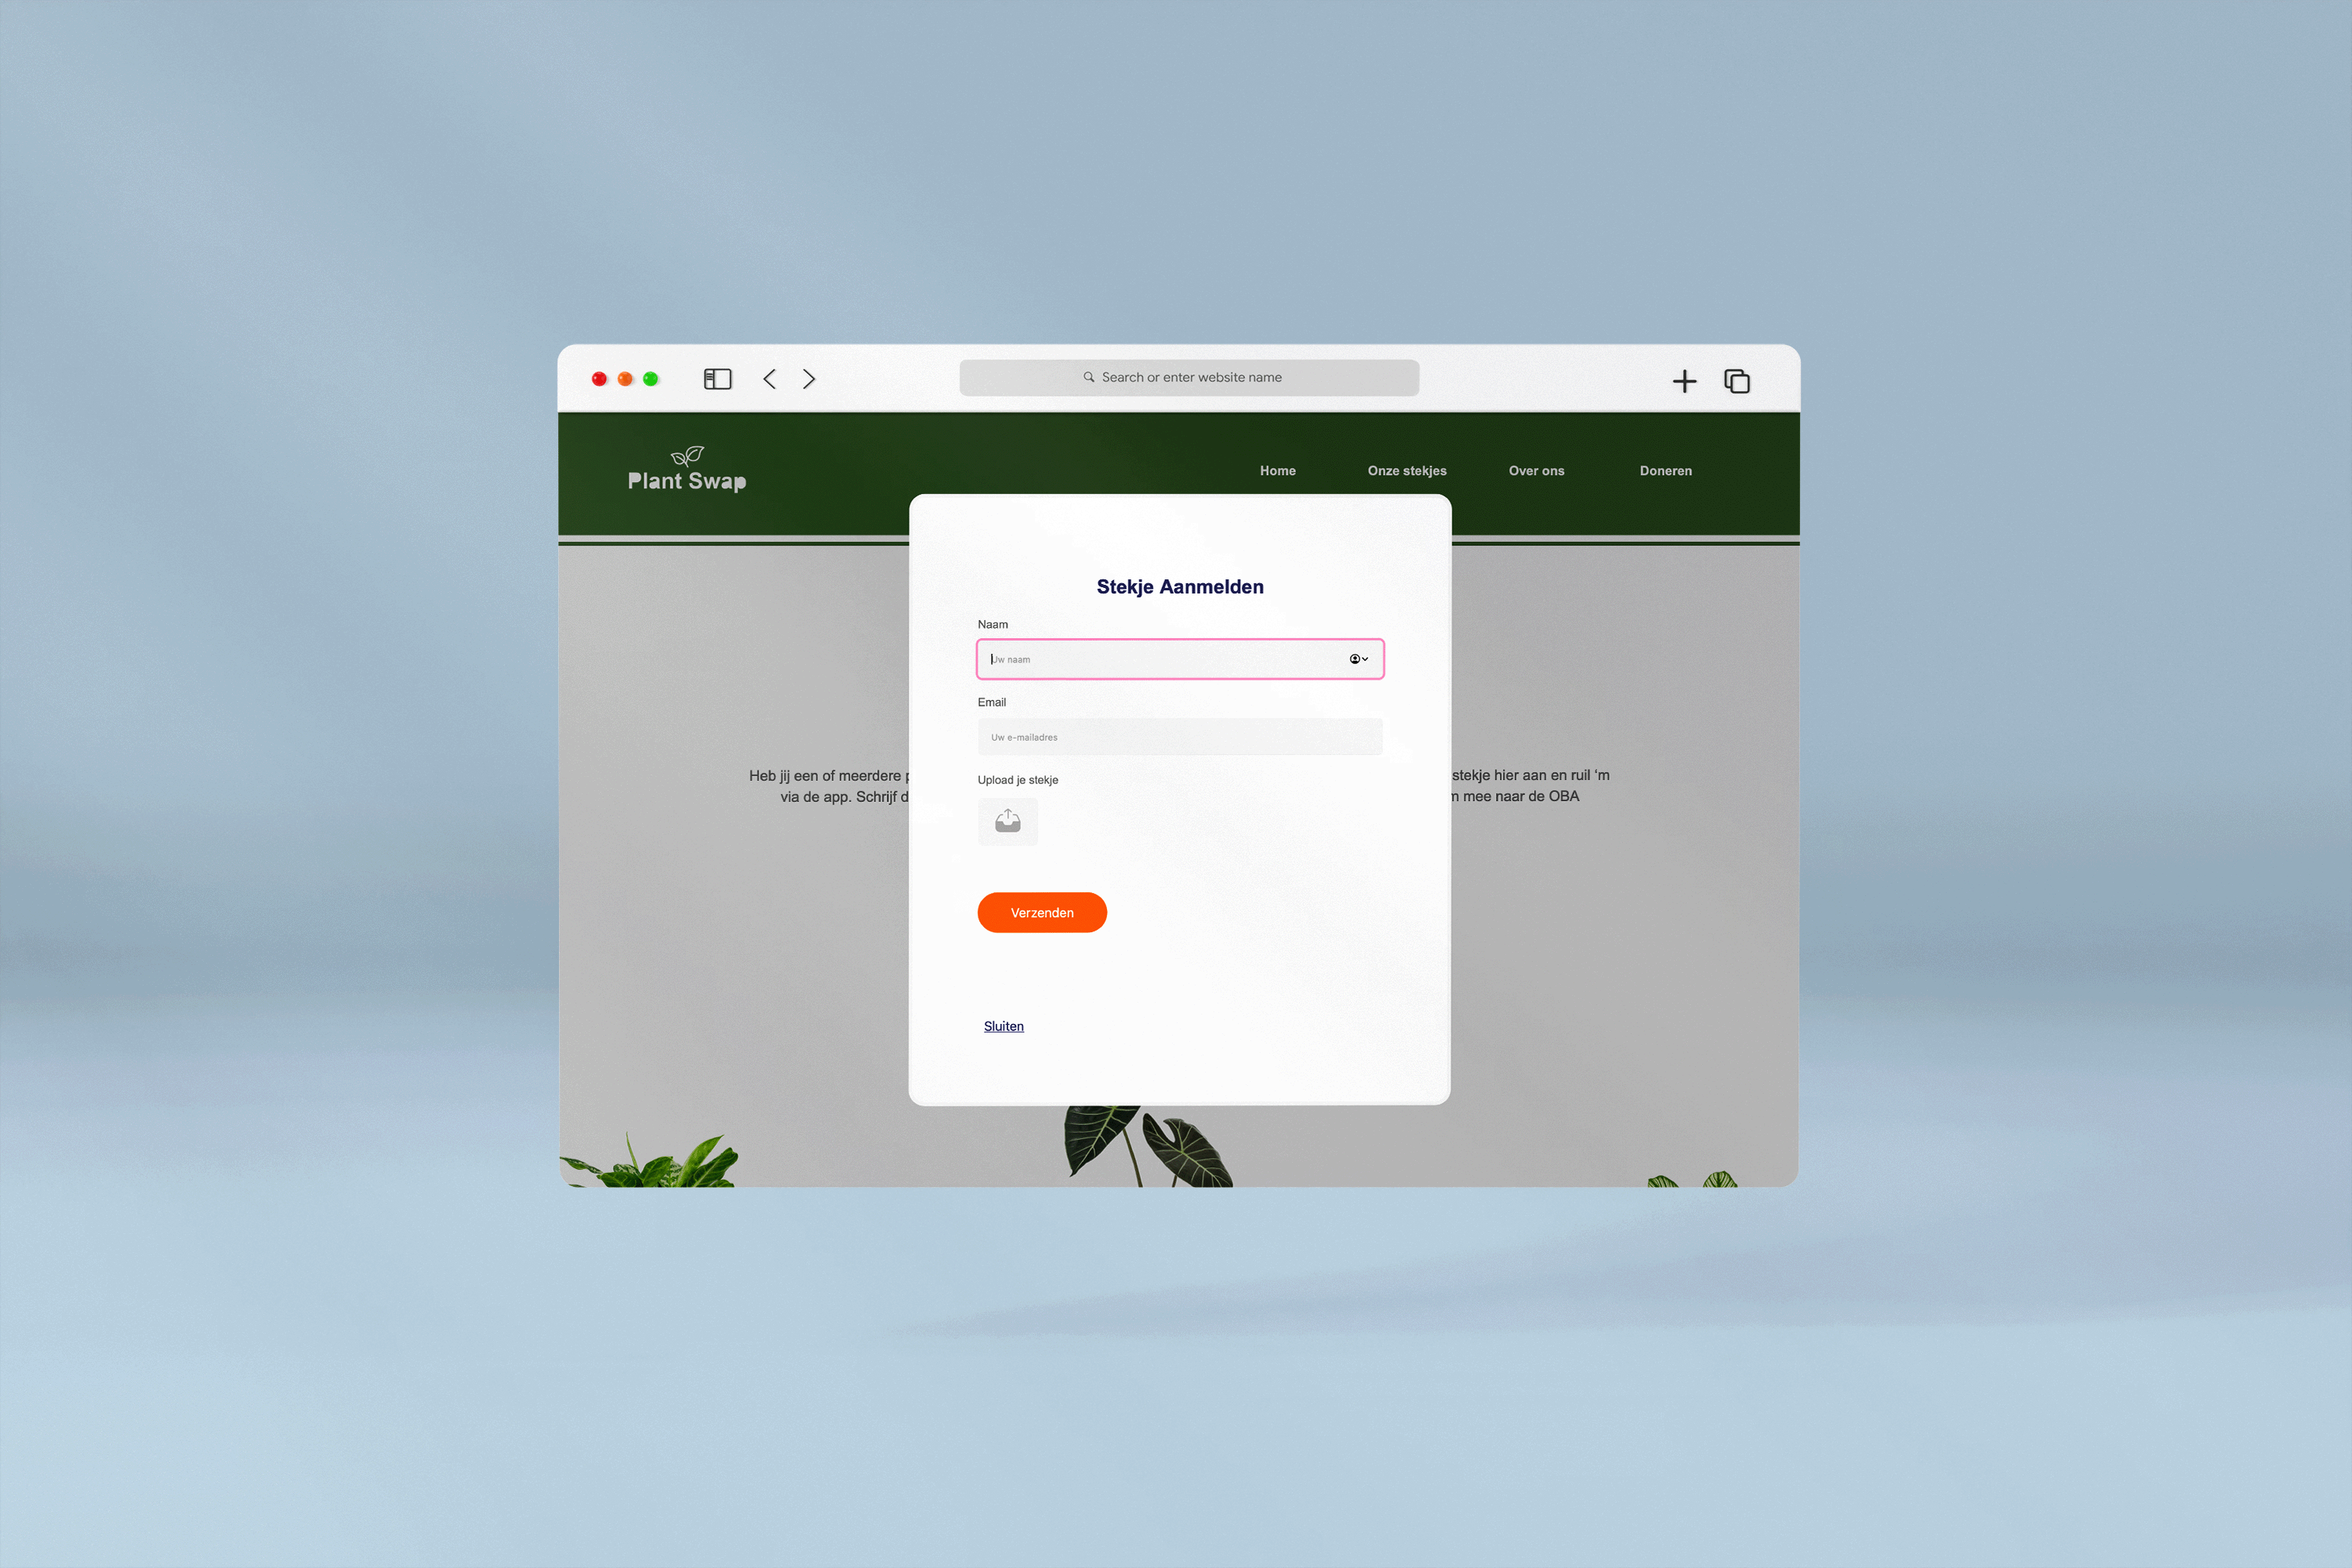 Search or enter website name
Plant Swap
Home
Onze stekjes
Over ons
Doneren
Stekje Aanmelden
Naam
Uw naam
Email
Uw e-mailadres
Upload je stekje
Heb jij een of meerdere
stekje hier aan en ruil ‘m
via de app. Schrijf
mee naar de OBA
Verzenden
Sluiten